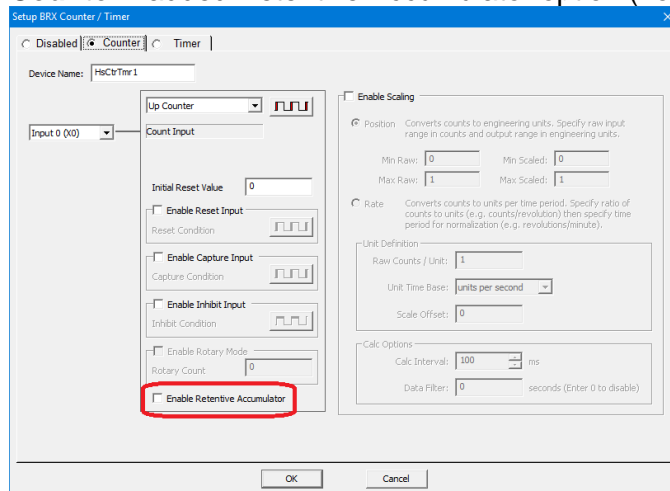 Setup BRX Counter / Timer
Disabled
Counter
Timer
Device Name: HsCtrTmr1
Input 0 (X0)
Up Counter
Count Input
Initial Reset Value 0
Enable Reset Input
Reset Condition
Enable Capture Input
Capture Condition
Enable Inhibit Input
Inhibit Condition
Enable Rotary Mode
Rotary Count 0
Enable Retentive Accumulator
Enable Scaling
Position Converts counts to engineering units. Specify raw input
range in counts and output range in engineering units.
Min Raw: 0 Min Scaled: 0
Max Raw: 1 Max Scaled: 1
Rate Converts counts to units per time period. Specify ratio of
counts to units (e.g. counts/revolution) then specify time
period for normalization (e.g. revolutions/minute).
Unit Definition
Raw Counts / Unit: 1
Unit Time Base: units per second
Scale Offset: 0
Calc Options
Calc Interval: 100 ms
Data Filter: 0 seconds (Enter 0 to disable)
OK Cancel